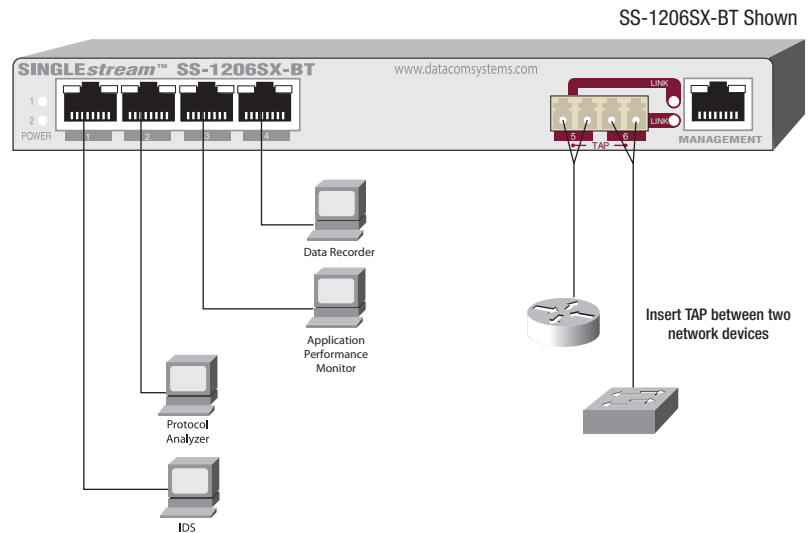 SS-1206SX-BT Shown
SINGLEstream™ SS-1206SX-BT
www.datacomsystems.com
LINK
1
2
LINK
POWER
1
2
3
4
5
6
TAP
MANAGEMENT
Data Recorder
Application
Performance
Monitor
Insert TAP between two
network devices
Protocol
Analyzer
IDS